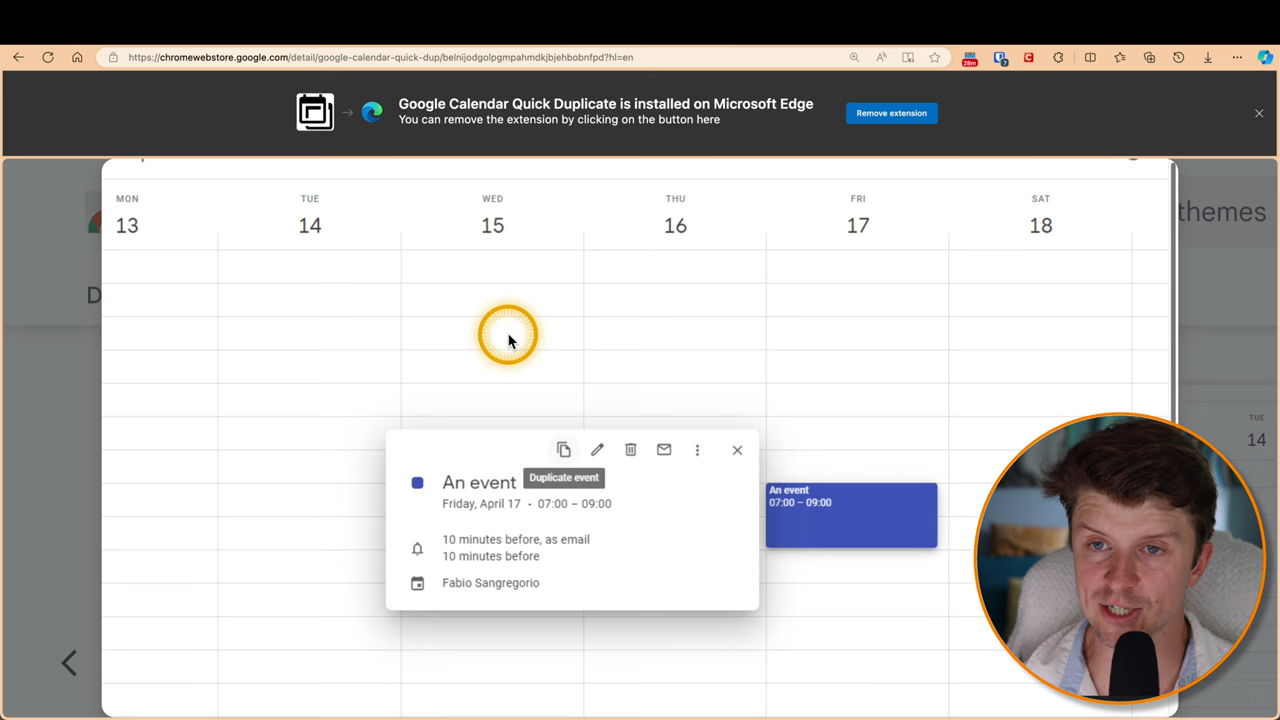 https://chromewebstore.google.com/detail/google-calendar-quick-dup/belnijodgolpgmpahmdkjbjehbobnfpd?hl=en
28m
7
Google Calendar Quick Duplicate is installed on Microsoft Edge
You can remove the extension by clicking on the button here
Remove extension
themes
MON
TUE
WED
THU
FRI
SAT
13
14
15
16
17
18
D
TUE
14
Duplicate event
An event
Friday, April 17 • 07:00 – 09:00
10 minutes before, as email
10 minutes before
Fabio Sangregorio
An event
07:00 – 09:00